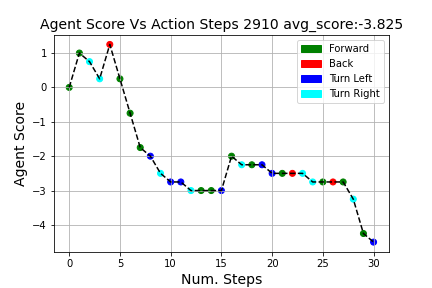 Agent Score Vs Action Steps 2910 avg_score:-3.825
Forward
Back
Turn Left
Turn Right
Agent Score
1
0
−1
−2
−3
−4
0 5 10 15 20 25 30
Num. Steps